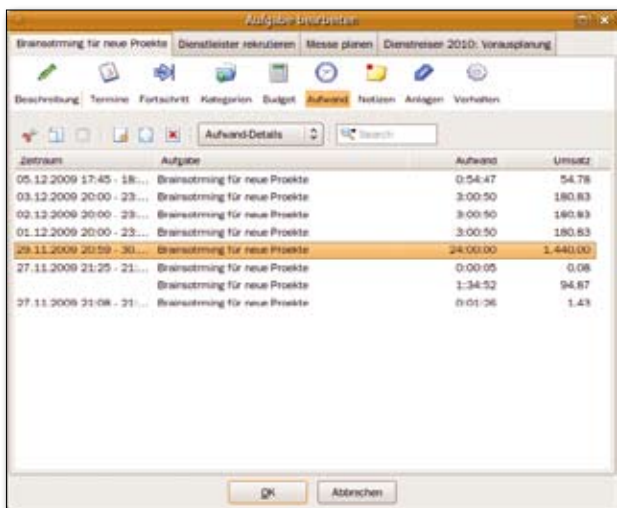 Aufgabe bearbeiten
Brainsotrming für neue Proekte Dienstleister rekrutieren Messe planen Dienstreisen 2010: Vorausplanung
Beschreibung Termine Fortschritt Kategorien Budget Aufwand Notizen Anlagen Verhalten
Aufwand-Details Search
Zeitraum Aufgabe Aufwand Umsatz
05.12.2009 17:45 - 18:... Brainsotrming für neue Proekte 0:54:47 54,78
03.12.2009 20:00 - 23:... Brainsotrming für neue Proekte 3:00:50 180,83
02.12.2009 20:00 - 23:... Brainsotrming für neue Proekte 3:00:50 180,83
01.12.2009 20:00 - 23:... Brainsotrming für neue Proekte 3:00:50 180,83
29.11.2009 20:59 - 30.... Brainsotrming für neue Proekte 24:00:00 1.440,00
27.11.2009 21:25 - 21:... Brainsotrming für neue Proekte 0:00:05 0,08
Brainsotrming für neue Proekte 1:34:52 94,87
27.11.2009 21:08 - 21:... Brainsotrming für neue Proekte 0:01:26 1,43
OK Abbrechen